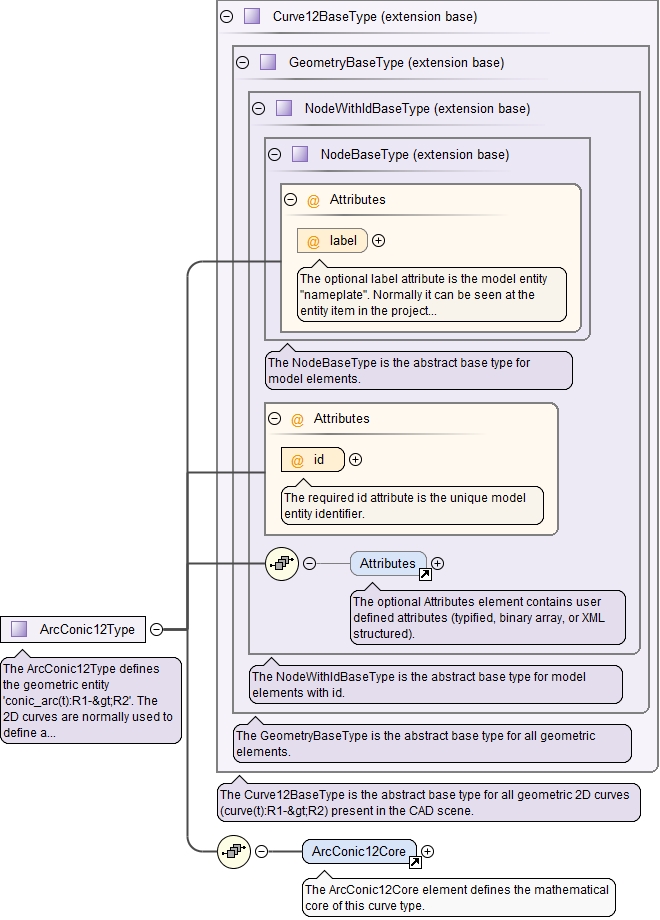 Curve12BaseType (extension base)
GeometryBaseType (extension base)
NodeWithIdBaseType (extension base)
NodeBaseType (extension base)
@ Attributes
@ label
The optional label attribute is the model entity
"nameplate". Normally it can be seen at the
entity item in the project...
The NodeBaseType is the abstract base type for
model elements.
@ Attributes
@ id
The required id attribute is the unique model
entity identifier.
Attributes
The optional Attributes element contains user
defined attributes (typified, binary array, or XML
structured).
ArcConic12Type
The ArcConic12Type defines
the geometric entity
'conic_arc(t):R1-&gt;R2'. The
2D curves are normally used to
define a...
The NodeWithIdBaseType is the abstract base type for model
elements with id.
The GeometryBaseType is the abstract base type for all geometric
elements.
The Curve12BaseType is the abstract base type for all geometric 2D curves
(curve(t):R1-&gt;R2) present in the CAD scene.
ArcConic12Core
The ArcConic12Core element defines the mathematical
core of this curve type.